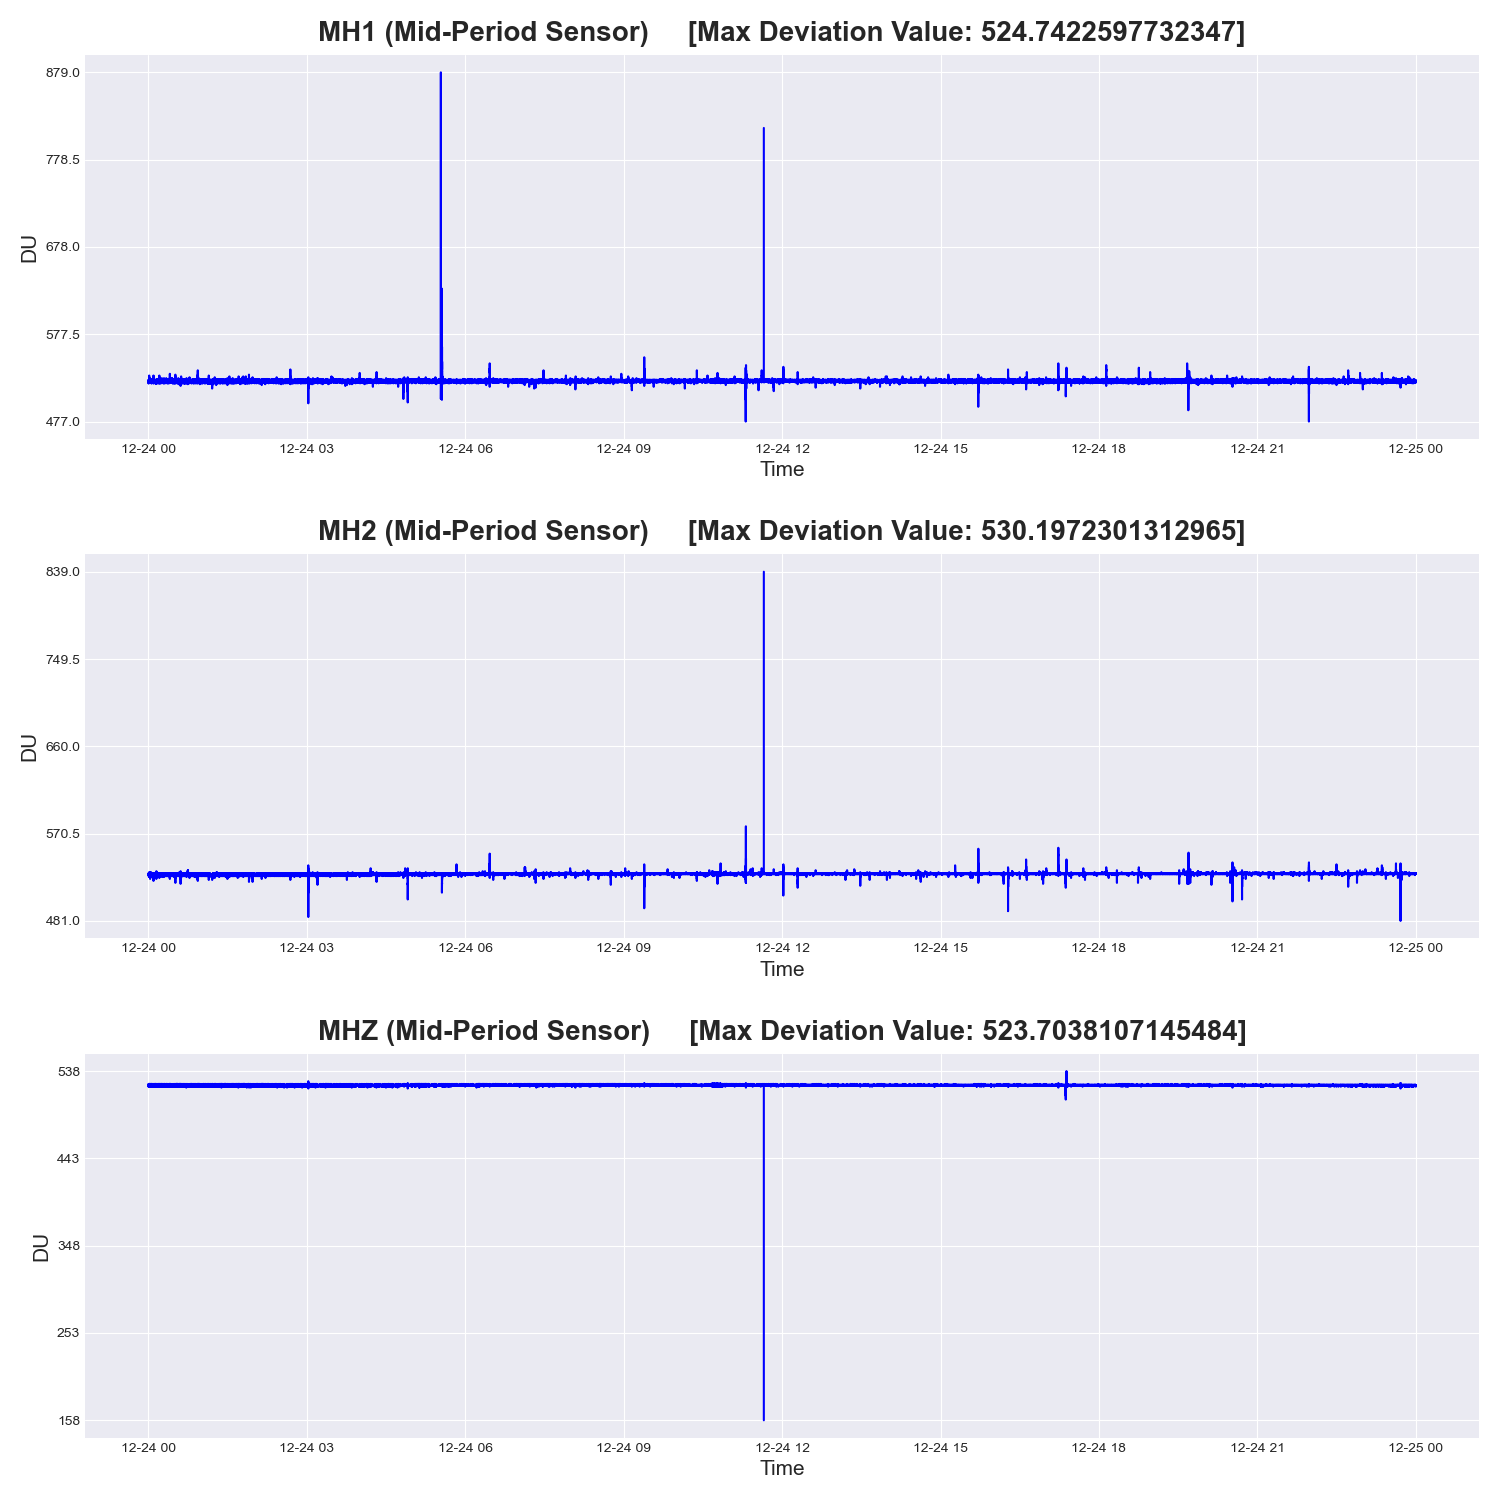 MH1 (Mid-Period Sensor) [Max Deviation Value: 524.7422597732347]
879.0
778.5
678.0
577.5
477.0
DU
12-24 00 12-24 03 12-24 06 12-24 09 12-24 12 12-24 15 12-24 18 12-24 21 12-25 00
Time
MH2 (Mid-Period Sensor) [Max Deviation Value: 530.1972301312965]
839.0
749.5
660.0
570.5
481.0
DU
12-24 00 12-24 03 12-24 06 12-24 09 12-24 12 12-24 15 12-24 18 12-24 21 12-25 00
Time
MHZ (Mid-Period Sensor) [Max Deviation Value: 523.7038107145484]
538
443
348
253
158
DU
12-24 00 12-24 03 12-24 06 12-24 09 12-24 12 12-24 15 12-24 18 12-24 21 12-25 00
Time